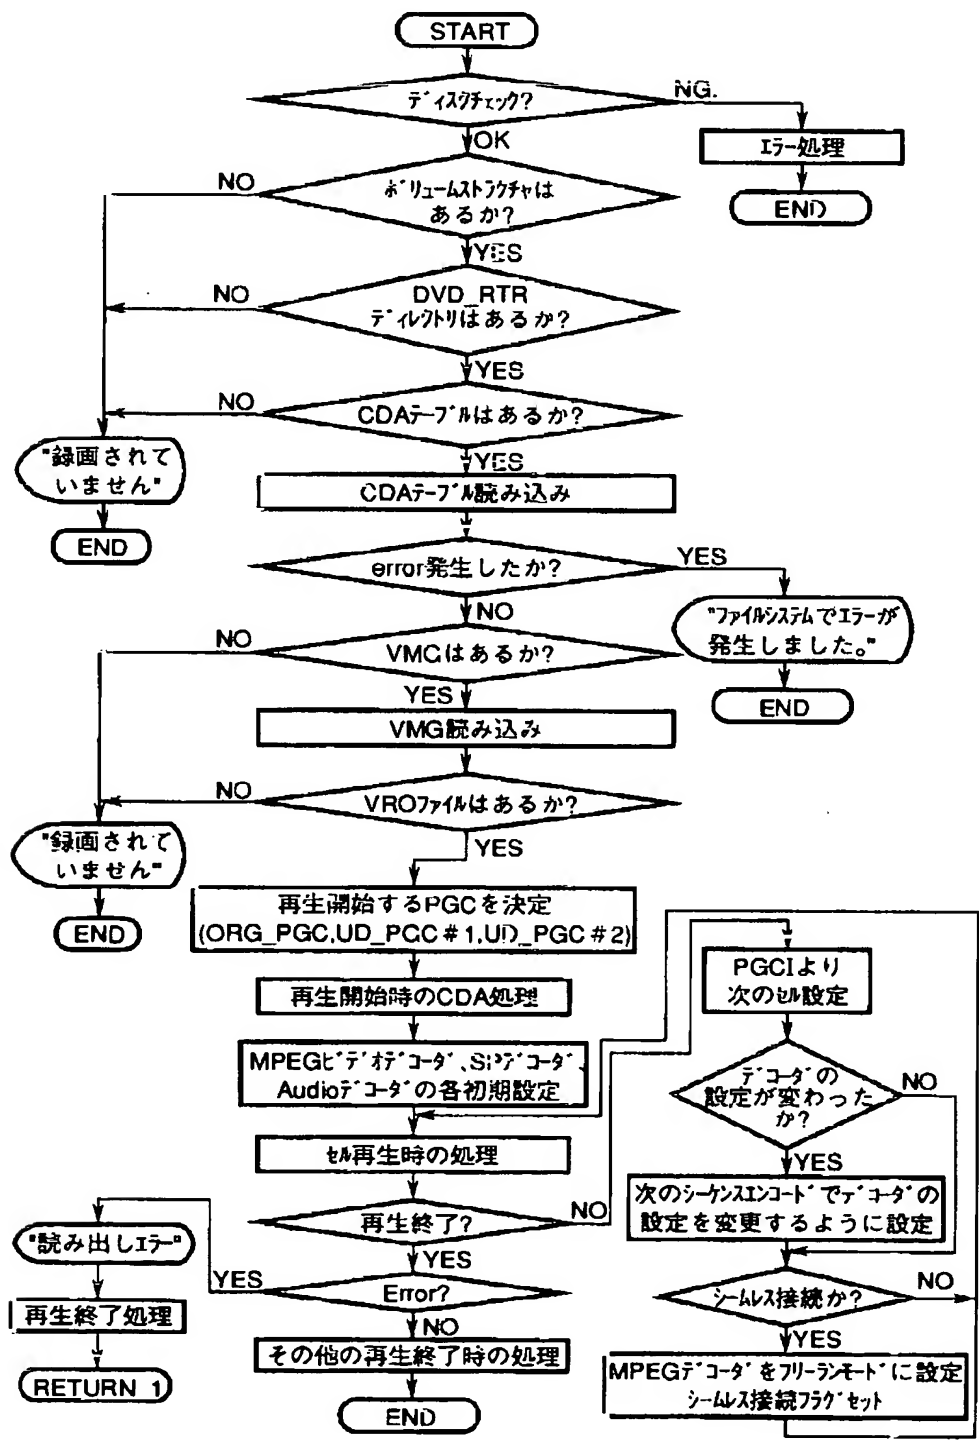 START
ディスクチェック?
NG.
OK
エラー処理
END
ボリュームストラクチャは
あるか?
NO
YES
DVD_RTR
ディレクトリはあるか?
NO
YES
CDAテーブルはあるか?
NO
YES
"録画されて
いません"
END
CDAテーブル読み込み
error発生したか?
YES
NO
"ファイルシステムでエラーが
発生しました。"
END
VMGはあるか?
NO
YES
VMG読み込み
VROファイルはあるか?
NO
YES
"録画されて
いません"
END
再生開始するPGCを決定
(ORG_PGC,UD_PGC#1,UD_PGC#2)
再生開始時のCDA処理
MPEGビデオデコーダ、SPデコーダ、
Audioデコーダの各初期設定
セル再生時の処理
再生終了?
NO
YES
Error?
YES
NO
"読み出しエラー"
再生終了処理
RETURN 1
その他の再生終了時の処理
END
PGCIより
次のセル設定
デコーダの
設定が変わった
か?
NO
YES
次のシーケンスエンコードでデコーダの
設定を変更するように設定
シームレス接続か?
NO
YES
MPEGデコーダをフリーランモードに設定
シームレス接続フラグセット